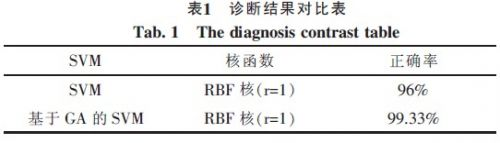 表1 诊断结果对比表
Tab. 1 The diagnosis contrast table
SVM 核函数 正确率
SVM RBF 核(r=1) 96%
基于 GA 的 SVM RBF 核(r=1) 99.33%